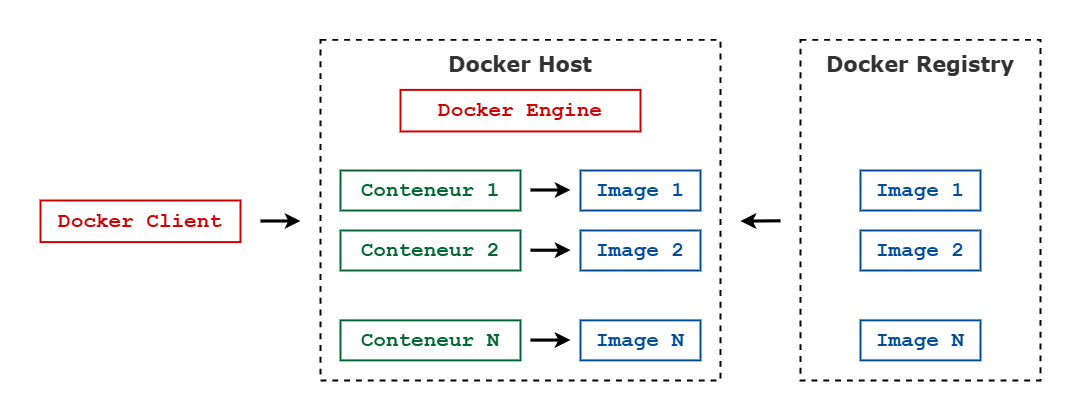 Docker Client
Docker Host
Docker Engine
Conteneur 1
Image 1
Conteneur 2
Image 2
Conteneur N
Image N
Docker Registry
Image 1
Image 2
Image N